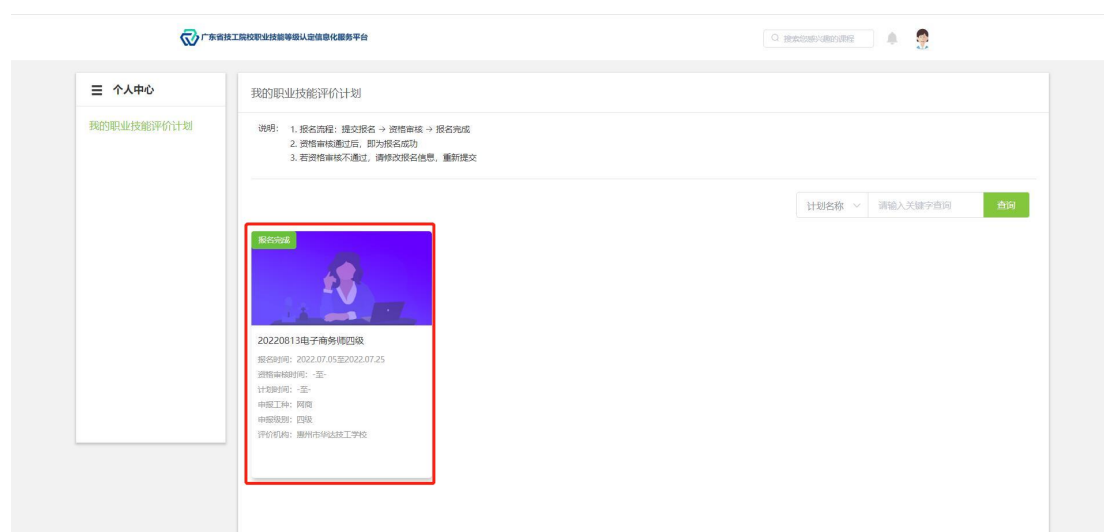 广东省技工院校职业技能等级认定信息化服务平台
搜索您感兴趣的课程
个人中心
我的职业技能评价计划
我的职业技能评价计划
说明： 1. 报名流程：提交报名 → 资格审核 → 报名完成
2. 资格审核通过后，即为报名成功
3. 若资格审核不通过，请修改报名信息，重新提交
计划名称 请输入关键字查询 查询
报名完成
20220813电子商务师四级
报名时间：2022.07.05至2022.07.25
资格审核时间：-至-
计划时间：-至-
申报工种：网商
申报级别：四级
评价机构：惠州市华达技工学校